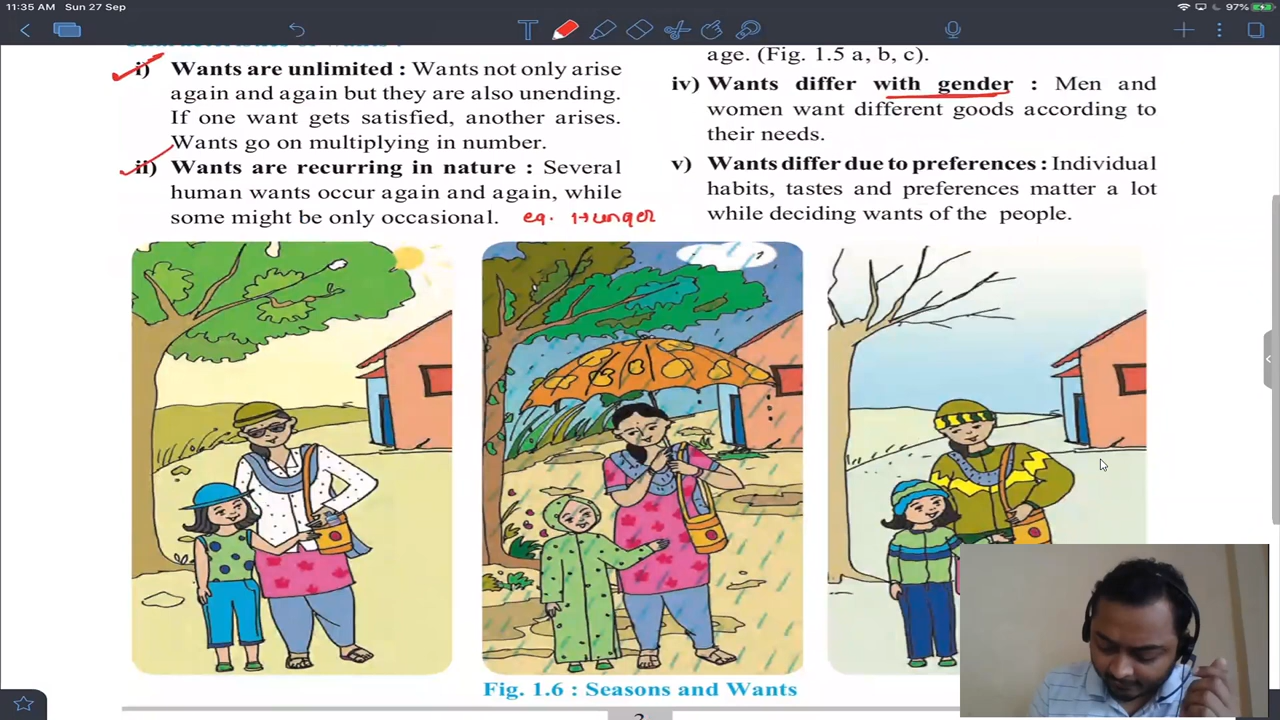 11:35 AM Sun 27 Sep
97%
Characteristics of wants :
i) Wants are unlimited : Wants not only arise
again and again but they are also unending.
If one want gets satisfied, another arises.
Wants go on multiplying in number.
ii) Wants are recurring in nature : Several
human wants occur again and again, while
some might be only occasional. eg. Hunger
age. (Fig. 1.5 a, b, c).
iv) Wants differ with gender : Men and
women want different goods according to
their needs.
v) Wants differ due to preferences : Individual
habits, tastes and preferences matter a lot
while deciding wants of the people.
Fig. 1.6 : Seasons and Wants